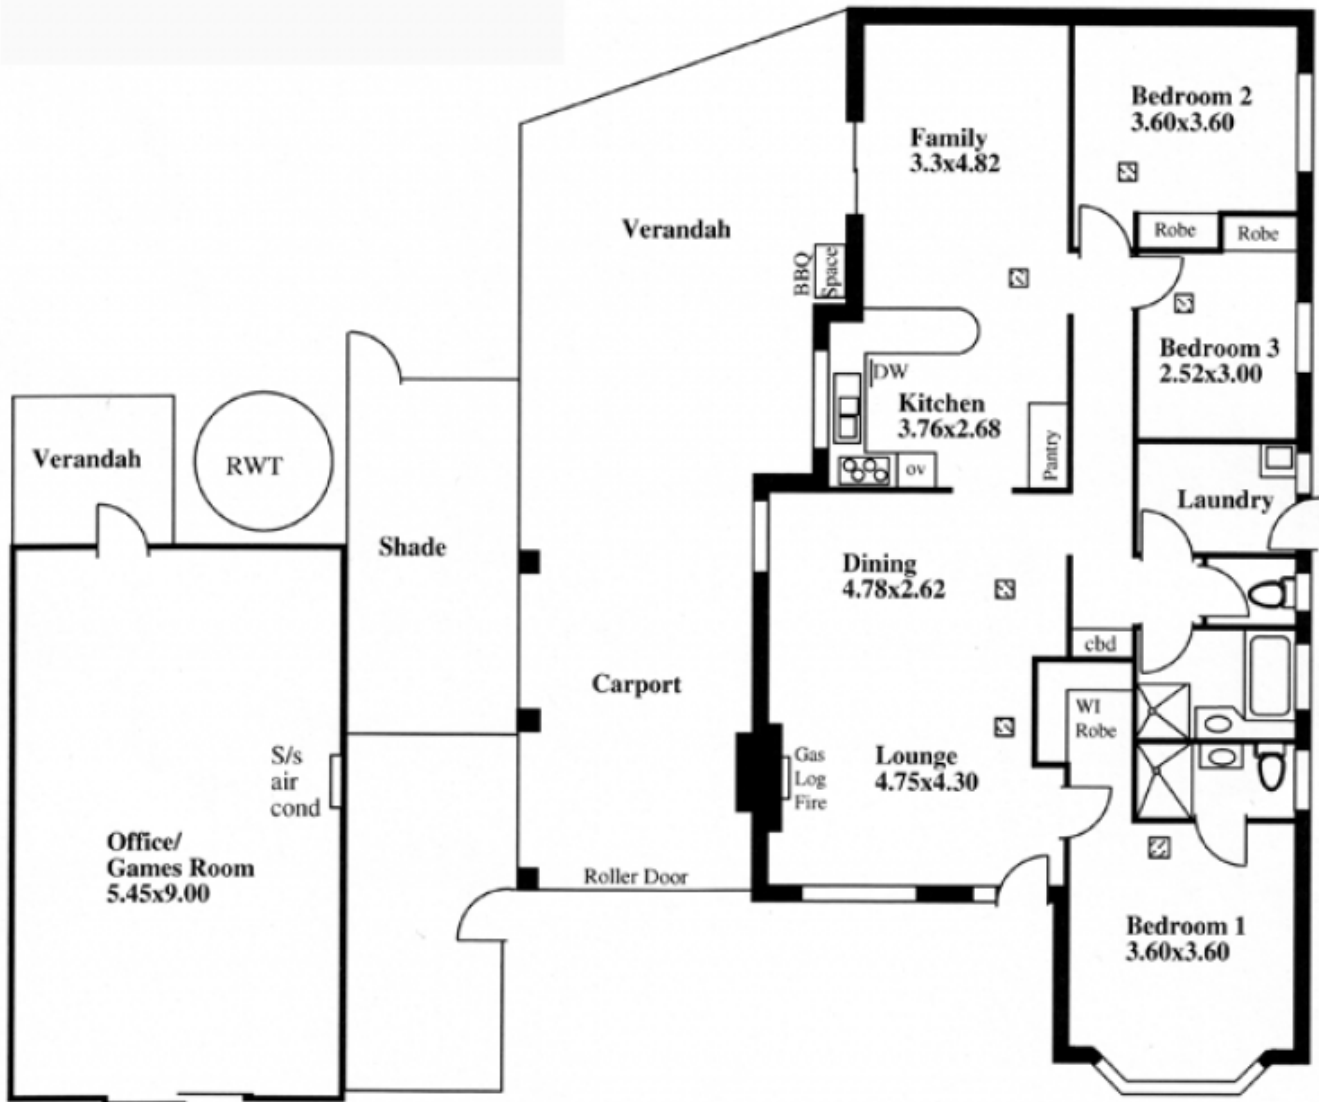 Bedroom 2
3.60x3.60
Family
3.3x4.82
Verandah
Robe
Robe
BBQ
Space
Bedroom 3
2.52x3.00
DW
Kitchen
3.76x2.68
Pantry
ov
Verandah
RWT
Laundry
Shade
Dining
4.78x2.62
cbd
Carport
WI
Robe
S/s
air
cond
Gas
Log
Fire
Lounge
4.75x4.30
Office/
Games Room
5.45x9.00
Roller Door
Bedroom 1
3.60x3.60